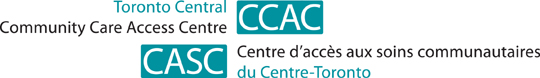 Toronto Central
Community Care Access Centre
CCAC
CASC
Centre d'accès aux soins communautaires
du Centre-Toronto